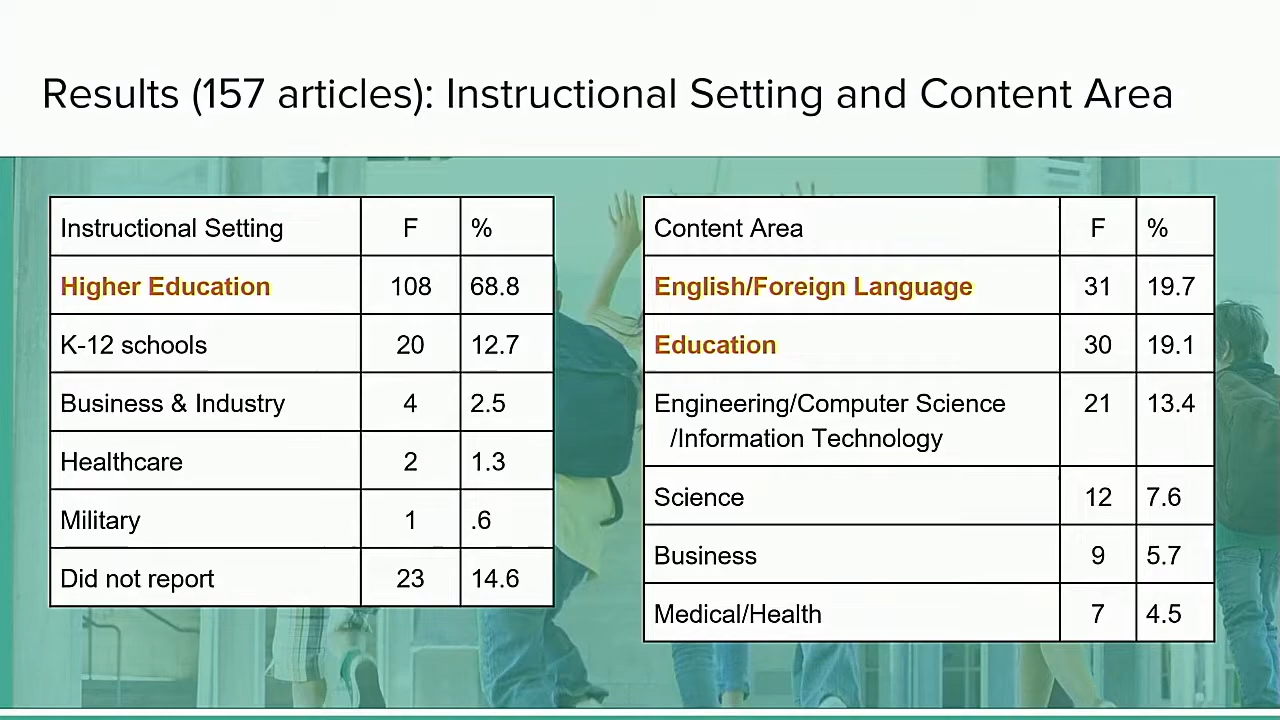 Results (157 articles): Instructional Setting and Content Area
Instructional Setting F %
Higher Education 108 68.8
K-12 schools 20 12.7
Business & Industry 4 2.5
Healthcare 2 1.3
Military 1 .6
Did not report 23 14.6
Content Area F %
English/Foreign Language 31 19.7
Education 30 19.1
Engineering/Computer Science 21 13.4
/Information Technology
Science 12 7.6
Business 9 5.7
Medical/Health 7 4.5